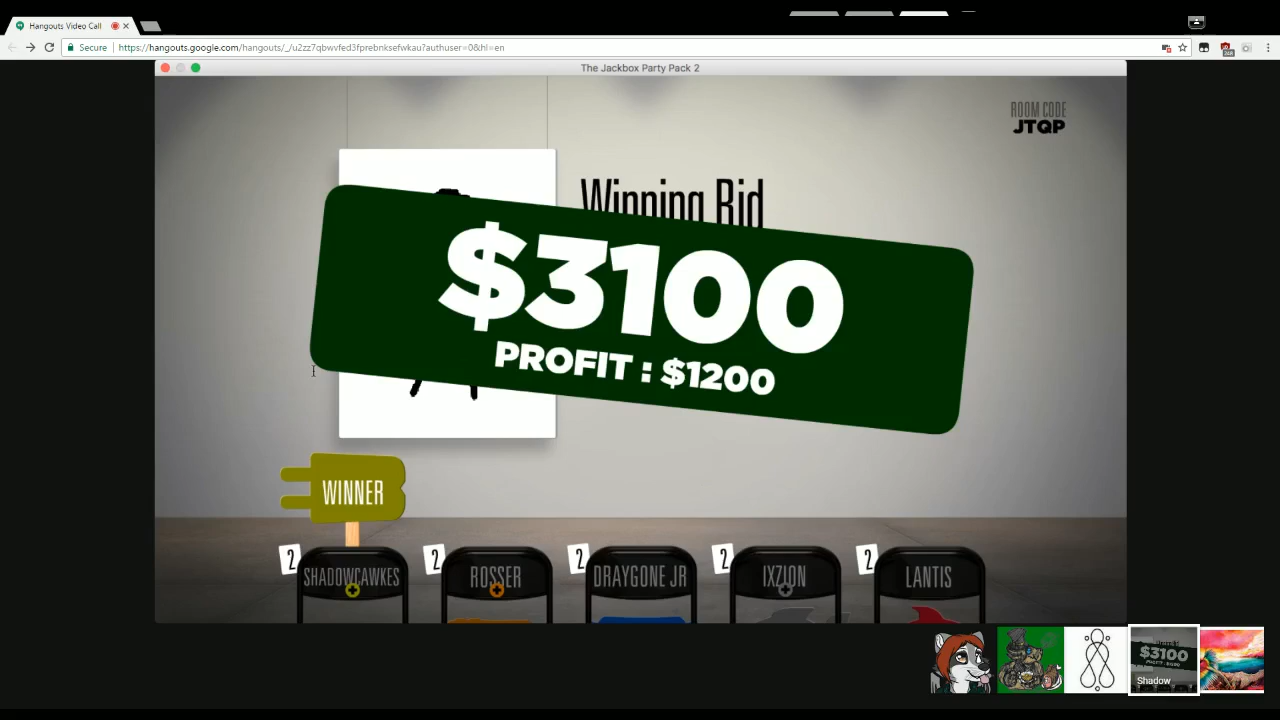 Hangouts Video Call
Secure
https://hangouts.google.com/hangouts/_/u2zz7qbwvfed3fprebnksefwkau?authuser=0&hl=en
The Jackbox Party Pack 2
ROOM CODE
JTQP
Winning Bid
$3100
PROFIT : $1200
WINNER
2 SHADOWCAWKES
2 ROSSER
2 DRAYGONE JR
2 IXZION
2 LANTIS
$3100
Shadow